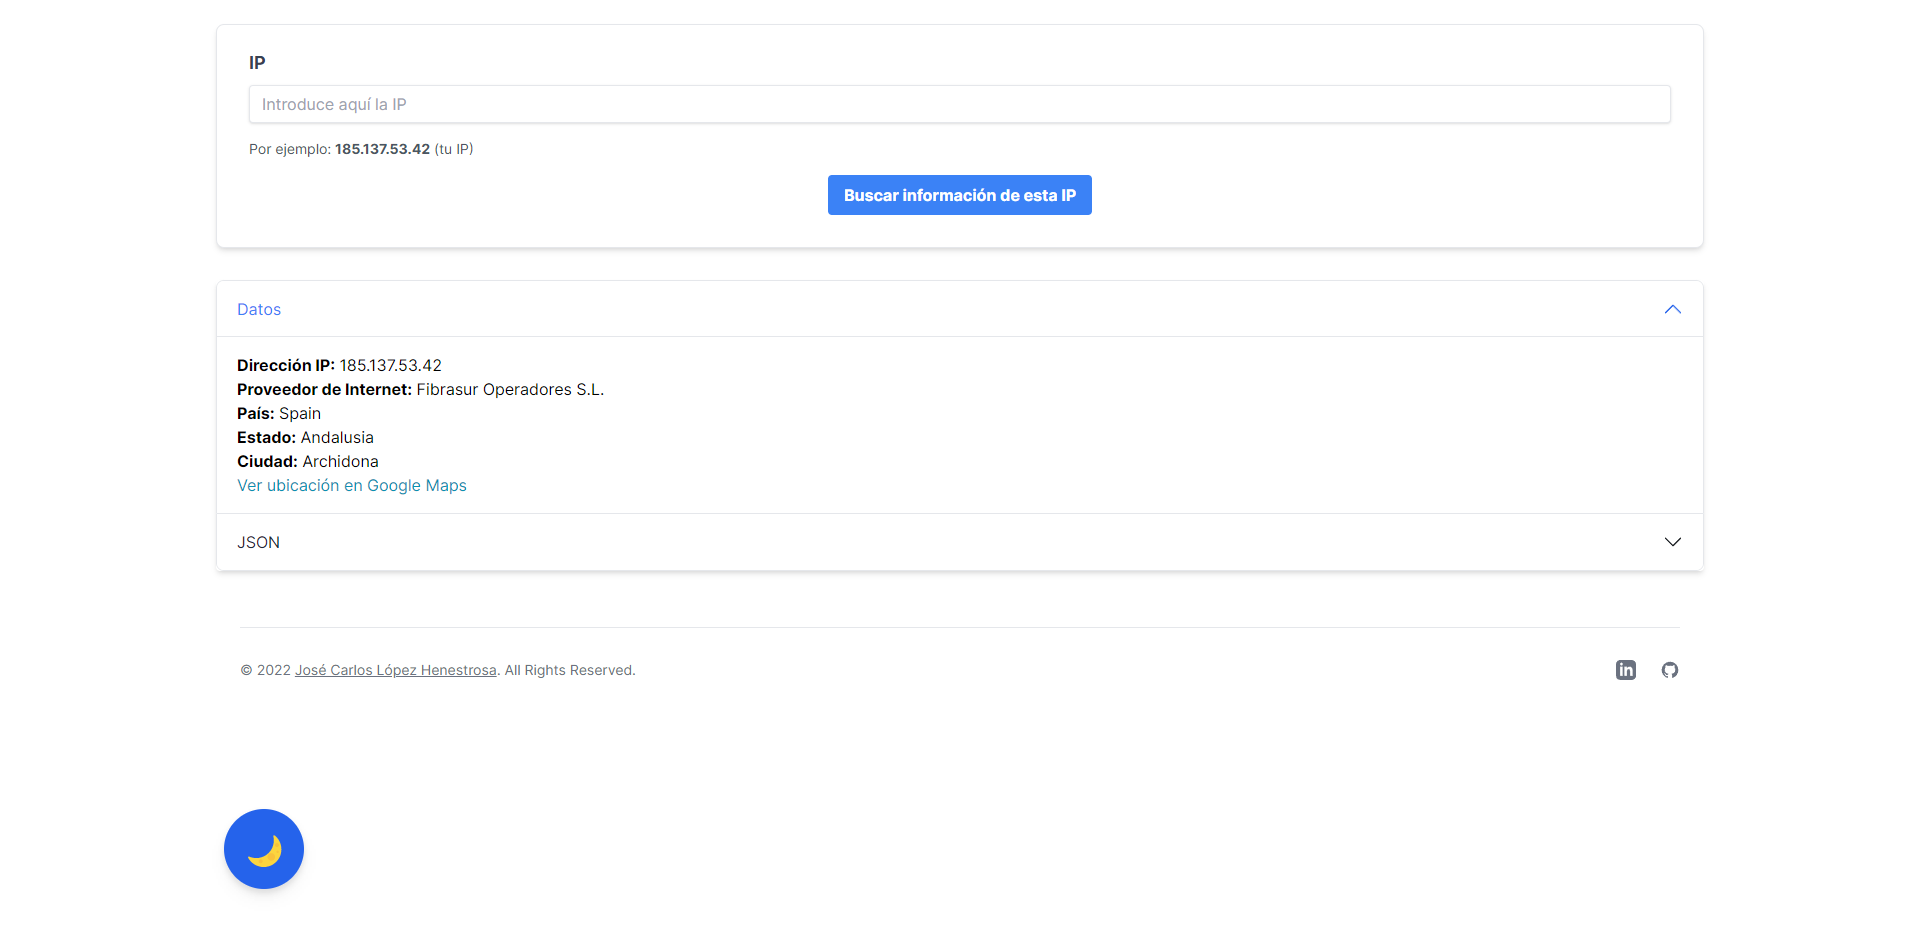 IP
Introduce aquí la IP
Por ejemplo: 185.137.53.42 (tu IP)
Buscar información de esta IP
Datos
Dirección IP: 185.137.53.42
Proveedor de Internet: Fibrasur Operadores S.L.
País: Spain
Estado: Andalusia
Ciudad: Archidona
Ver ubicación en Google Maps
JSON
© 2022 José Carlos López Henestrosa. All Rights Reserved.
in